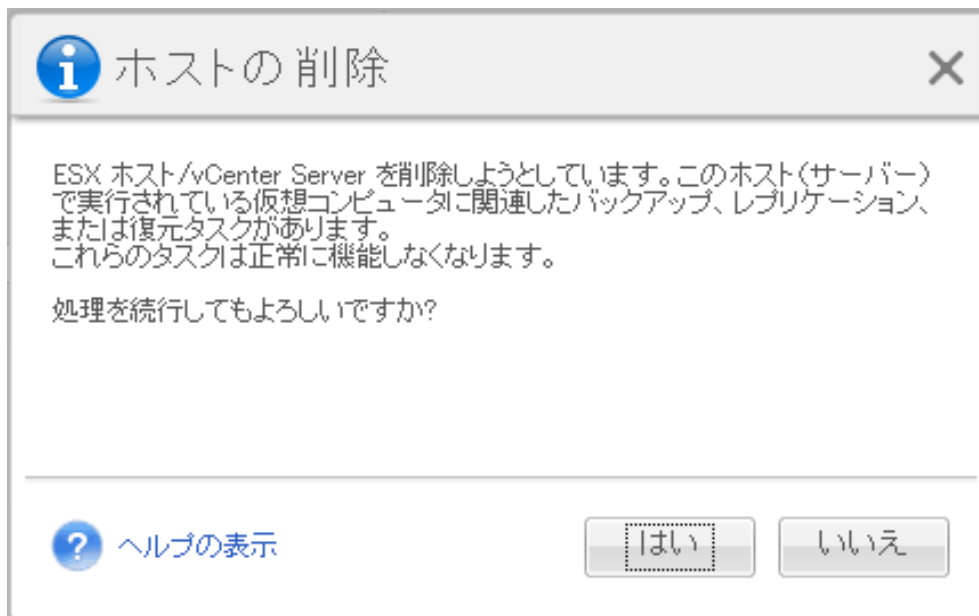 ホストの削除
ESX ホスト/vCenter Server を削除しようとしています。このホスト(サーバー)
で実行されている仮想コンピュータに関連したバックアップ、レプリケーション、
または復元タスクがあります。
これらのタスクは正常に機能しなくなります。
処理を続行してもよろしいですか?
ヘルプの表示
はい
いいえ